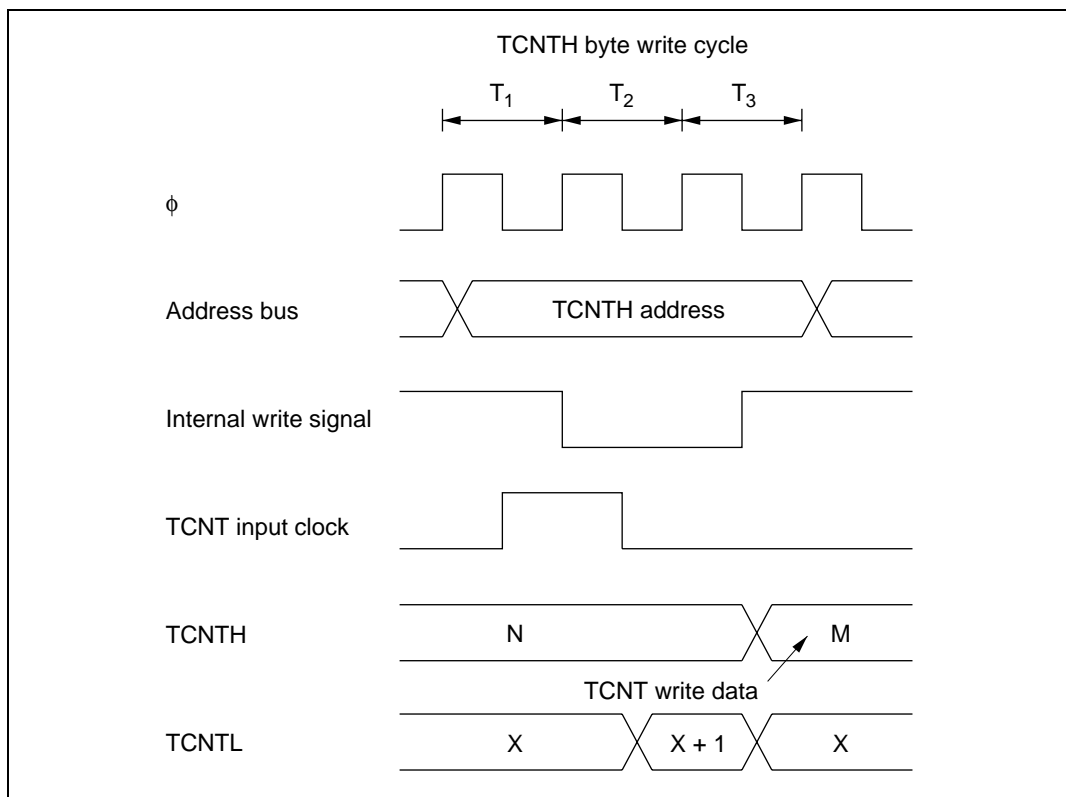 TCNTH byte write cycle
T₁ T₂ T₃
φ
Address bus
TCNTH address
Internal write signal
TCNT input clock
TCNTH
N
M
TCNT write data
TCNTL
X
X + 1
X